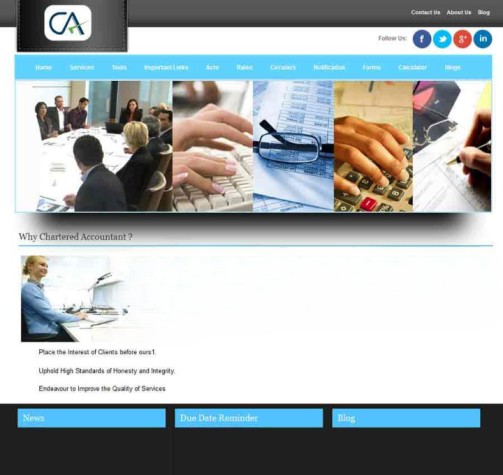 Contact Us About Us Blog
CA
Follow Us:
f g+ in
Home Services Tools Important Links Acts Rules Circulars Notification Forms Calculator Blogs
Why Chartered Accountant ?
Place the Interest of Clients before ours1.
Uphold High Standards of Honesty and Integrity.
Endeavour to Improve the Quality of Services
News Due Date Reminder Blog